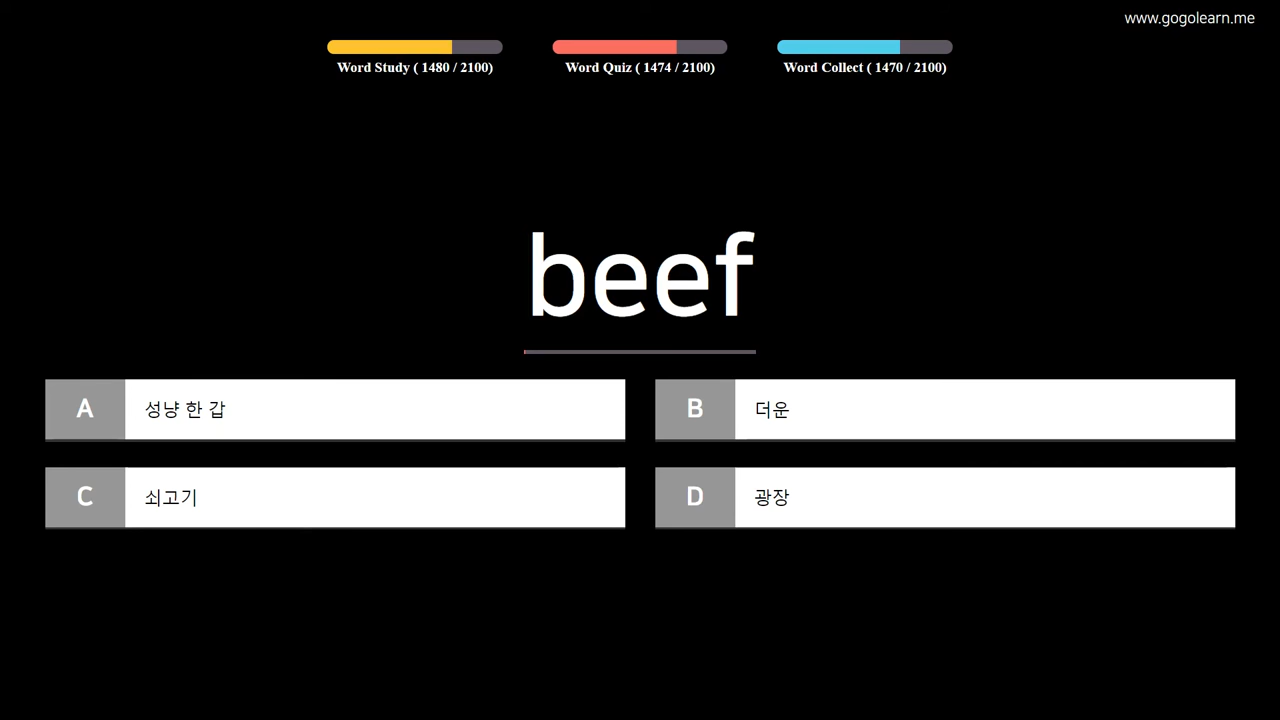 www.gogolearn.me
Word Study ( 1480 / 2100)
Word Quiz ( 1474 / 2100)
Word Collect ( 1470 / 2100)
beef
A 성냥 한 갑
B 더운
C 쇠고기
D 광장